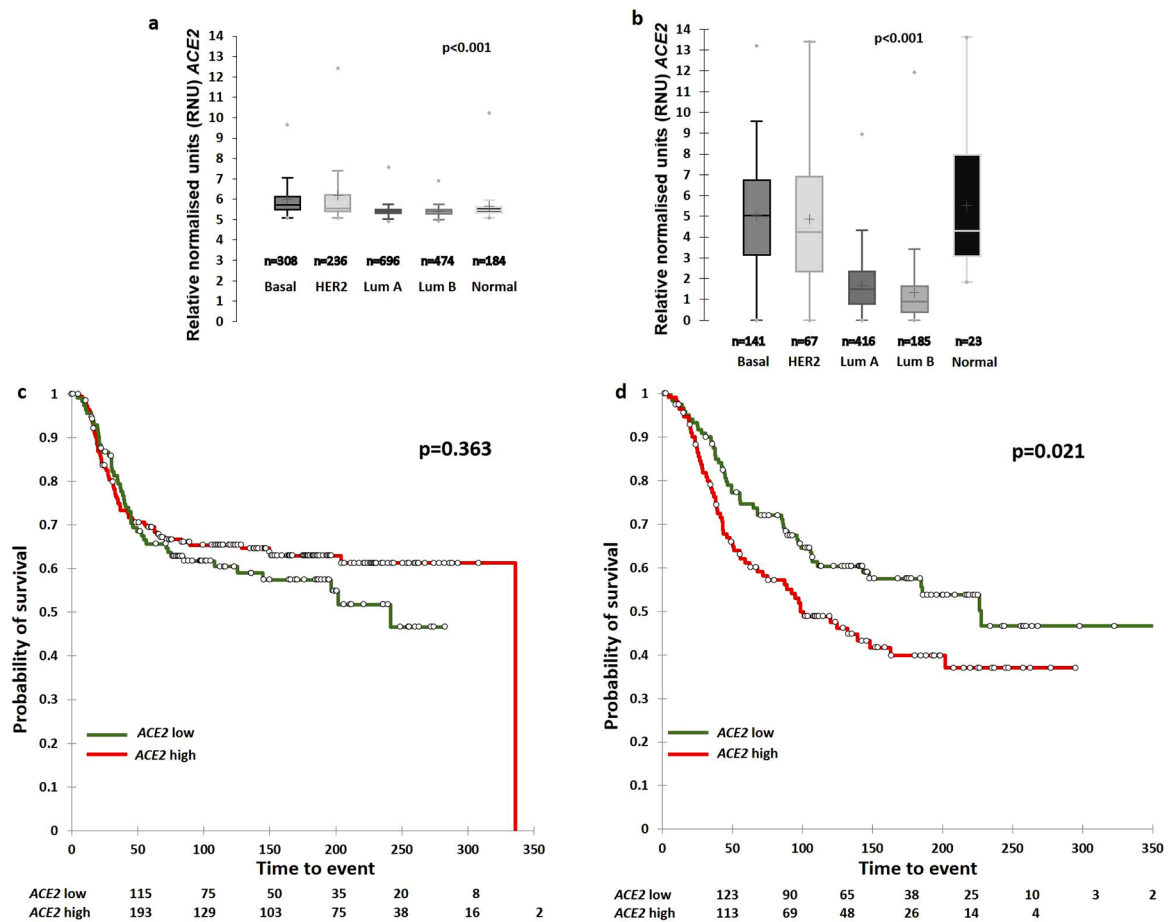 a
p<0.001
Relative normalised units (RNU) ACE2
14
13
12
11
10
9
8
7
6
5
4
3
2
1
0
n=308 n=236 n=696 n=474 n=184
Basal HER2 Lum A Lum B Normal
b
p<0.001
Relative normalised units (RNU) ACE2
14
13
12
11
10
9
8
7
6
5
4
3
2
1
0
n=141 n=67 n=416 n=185 n=23
Basal HER2 Lum A Lum B Normal
c
p=0.363
Probability of survival
1
0.9
0.8
0.7
0.6
0.5
0.4
0.3
0.2
0.1
0
ACE2 low
ACE2 high
0 50 100 150 200 250 300 350
Time to event
ACE2 low 115 75 50 35 20 8
ACE2 high 193 129 103 75 38 16 2
d
p=0.021
Probability of survival
1
0.9
0.8
0.7
0.6
0.5
0.4
0.3
0.2
0.1
0
ACE2 low
ACE2 high
0 50 100 150 200 250 300 350
Time to event
ACE2 low 123 90 65 38 25 10 3 2
ACE2 high 113 69 48 26 14 4